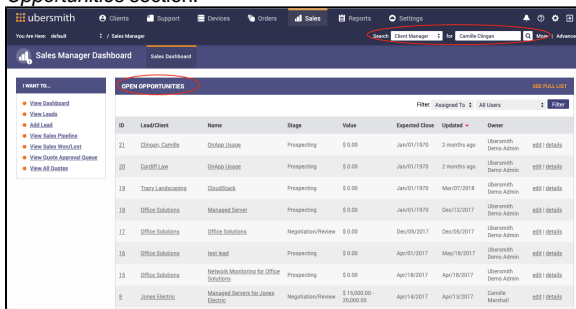 Opportunities section:
ubersmith Clients Support Devices Orders Sales Reports Settings
You Are Here: default / Sales Manager Search Client Manager for Camille Clingan More | Advance
Sales Manager Dashboard Sales Dashboard
I WANT TO...
View Dashboard
View Leads
Add Lead
View Sales Pipeline
View Sales Won/Lost
View Quote Approval Queue
View All Quotes
OPEN OPPORTUNITIES SEE FULL LIST
Filter: Assigned To All Users Filter
ID Lead/Client Name Stage Value Expected Close Updated Owner
21 Clingan, Camille OnApp Usage Prospecting $ 0.00 Jan/01/1970 2 months ago Ubersmith Demo Admin edit | details
20 Cardiff Law OnApp Usage Prospecting $ 0.00 Jan/01/1970 2 months ago Ubersmith Demo Admin edit | details
19 Tracy Landscaping CloudStack Prospecting $ 0.00 Jan/01/1970 Mar/07/2018 Ubersmith Demo Admin edit | details
18 Office Solutions Managed Server Prospecting $ 0.00 Jan/01/1970 Dec/12/2017 Ubersmith Demo Admin edit | details
17 Office Solutions Office Solutions Negotiation/Review $ 0.00 Dec/05/2017 Dec/05/2017 Ubersmith Demo Admin edit | details
16 Office Solutions test lead Prospecting $ 0.00 Apr/01/2017 May/18/2017 Ubersmith Demo Admin edit | details
15 Office Solutions Network Monitoring for Office Solutions Prospecting $ 0.00 Apr/18/2017 Apr/18/2017 Ubersmith Demo Admin edit | details
8 Jones Electric Managed Servers for Jones Electric Negotiation/Review $ 15,000.00 - 20,000.00 Apr/14/2017 Apr/13/2017 Camille Marshall edit | details